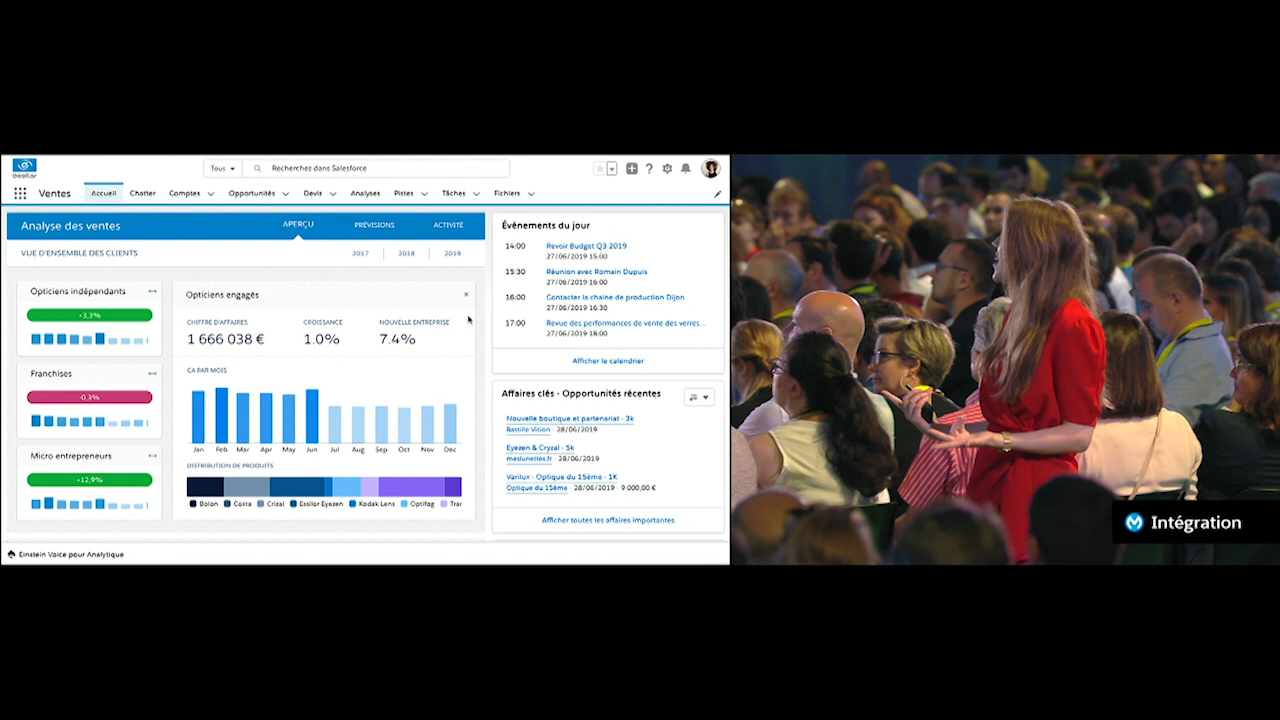 essilor
Tous
Recherchez dans Salesforce
Ventes
Accueil
Chatter
Comptes
Opportunités
Devis
Analyses
Pistes
Tâches
Fichiers
Analyse des ventes
APERÇU
PRÉVISIONS
ACTIVITÉ
VUE D'ENSEMBLE DES CLIENTS
2017
2018
2019
Opticiens indépendants
+3,3%
Franchises
-0,3%
Micro entrepreneurs
+12,9%
Opticiens engagés
CHIFFRE D'AFFAIRES
CROISSANCE
NOUVELLE ENTREPRISE
1 666 038 €
1.0%
7.4%
CA PAR MOIS
Jan Feb Mar Apr May Jun Jul Aug Sep Oct Nov Dec
DISTRIBUTION DE PRODUITS
Bolon Costa Crizal Essilor Eyezen Kodak Lens Optifog Trar
Événements du jour
14:00
Revoir Budget Q3 2019
27/06/2019 15:00
15:30
Réunion avec Romain Dupuis
27/06/2019 16:00
16:00
Contacter la chaine de production Dijon
27/06/2019 16:30
17:00
Revue des performances de vente des verres...
27/06/2019 18:00
Afficher le calendrier
Affaires clés - Opportunités récentes
Nouvelle boutique et partenariat - 3k
Bastille Vision · 28/06/2019
Eyezen & Cryzal - 5k
meslunettes.fr · 28/06/2019
Varilux - Optique du 15ème - 1K
Optique du 15ème · 28/06/2019 · 9 000,00 €
Afficher toutes les affaires importantes
Einstein Voice pour Analytique
Intégration